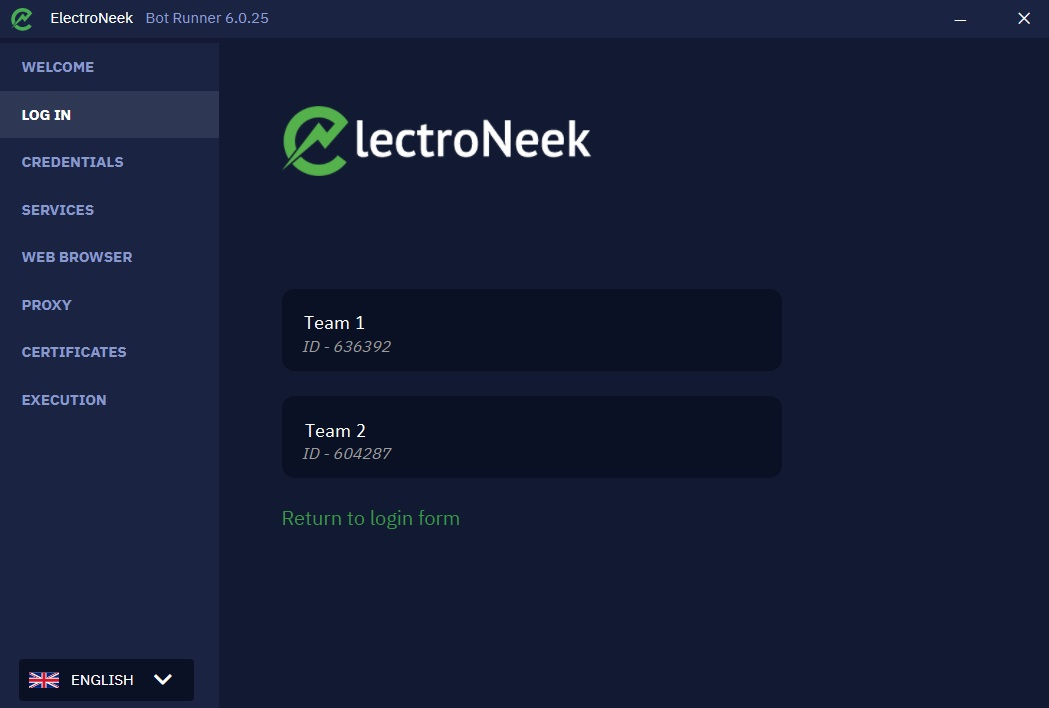 ElectroNeek Bot Runner 6.0.25
WELCOME
LOG IN
CREDENTIALS
SERVICES
WEB BROWSER
PROXY
CERTIFICATES
EXECUTION
ENGLISH
lectroNeek
Team 1
ID - 636392
Team 2
ID - 604287
Return to login form